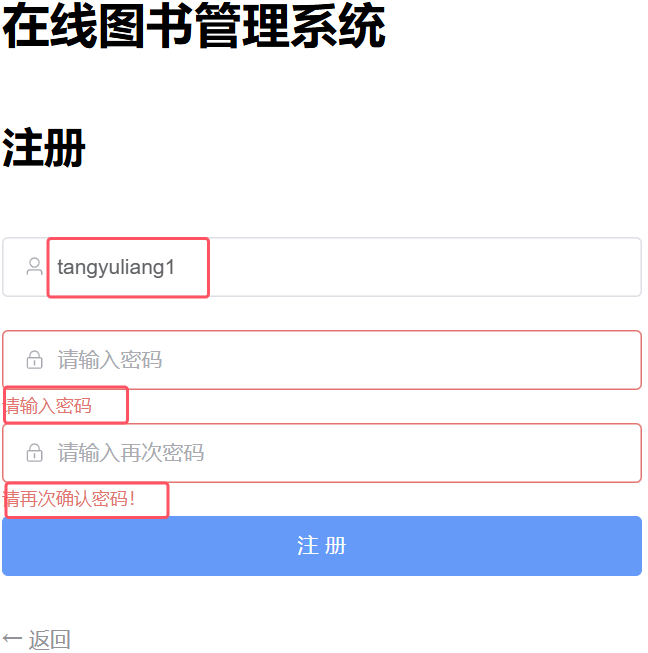 在线图书管理系统
注册
tangyuliang1
请输入密码
请输入密码
请输入再次密码
请再次确认密码！
注 册
← 返回